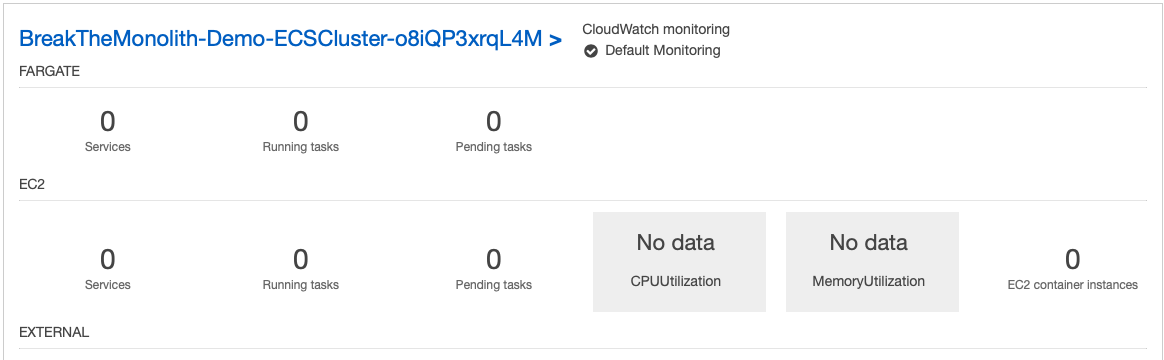 BreakTheMonolith-Demo-ECSCluster-o8iQP3xrqL4M >
CloudWatch monitoring
Default Monitoring
FARGATE
0 0 0
Services Running tasks Pending tasks
EC2
No data No data
0 0 0 0
CPUUtilization MemoryUtilization
Services Running tasks Pending tasks EC2 container instances
EXTERNAL